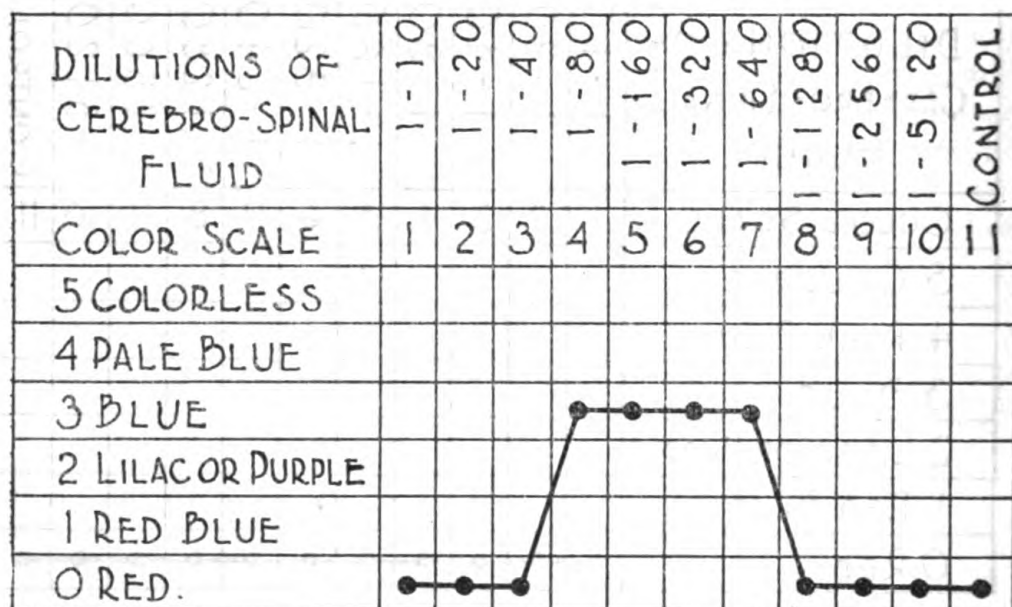 DILUTIONS OF
CEREBRO-SPINAL
FLUID
1-10
1-20
1-40
1-80
1-160
1-320
1-640
1-1280
1-2560
1-5120
CONTROL
COLOR SCALE 1 2 3 4 5 6 7 8 9 10 11
5 COLORLESS
4 PALE BLUE
3 BLUE
2 LILAC OR PURPLE
1 RED BLUE
0 RED.